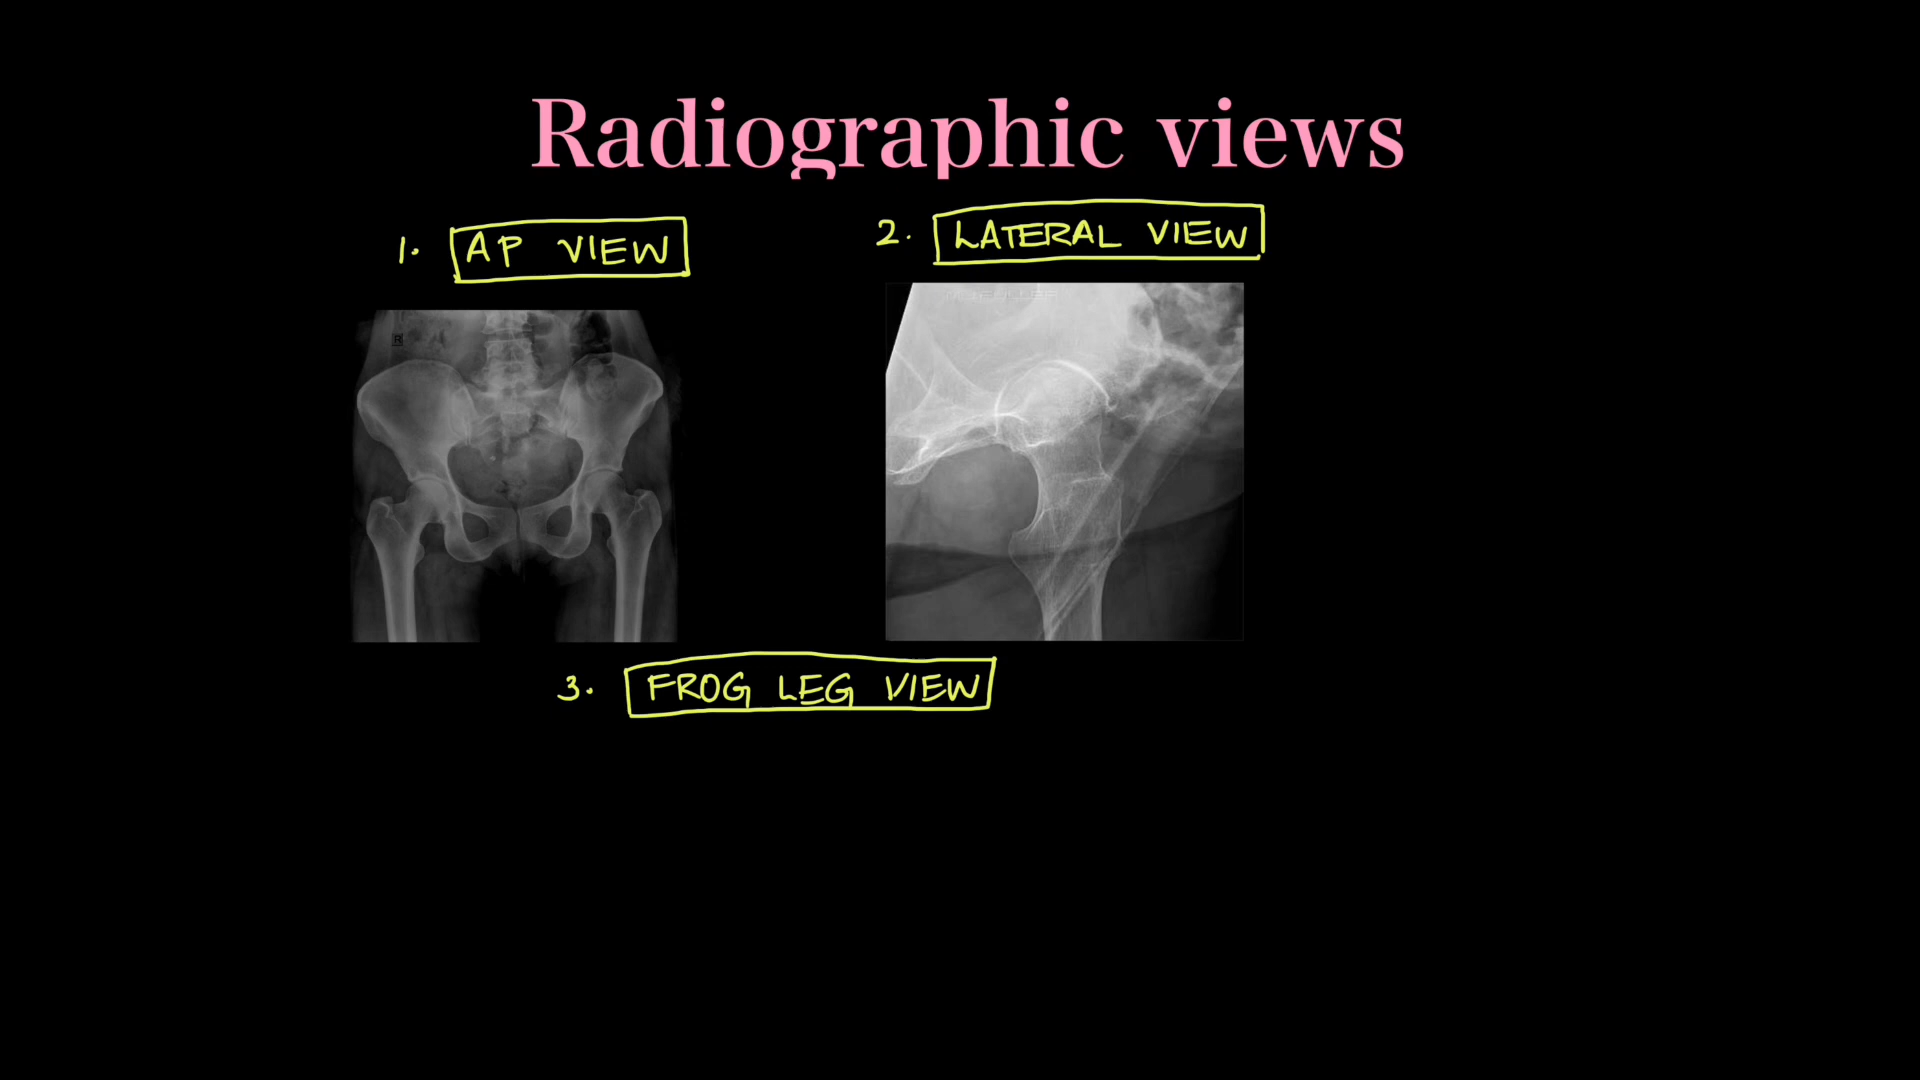 Radiographic views
1. AP VIEW
2. LATERAL VIEW
R
3. FROG LEG VIEW